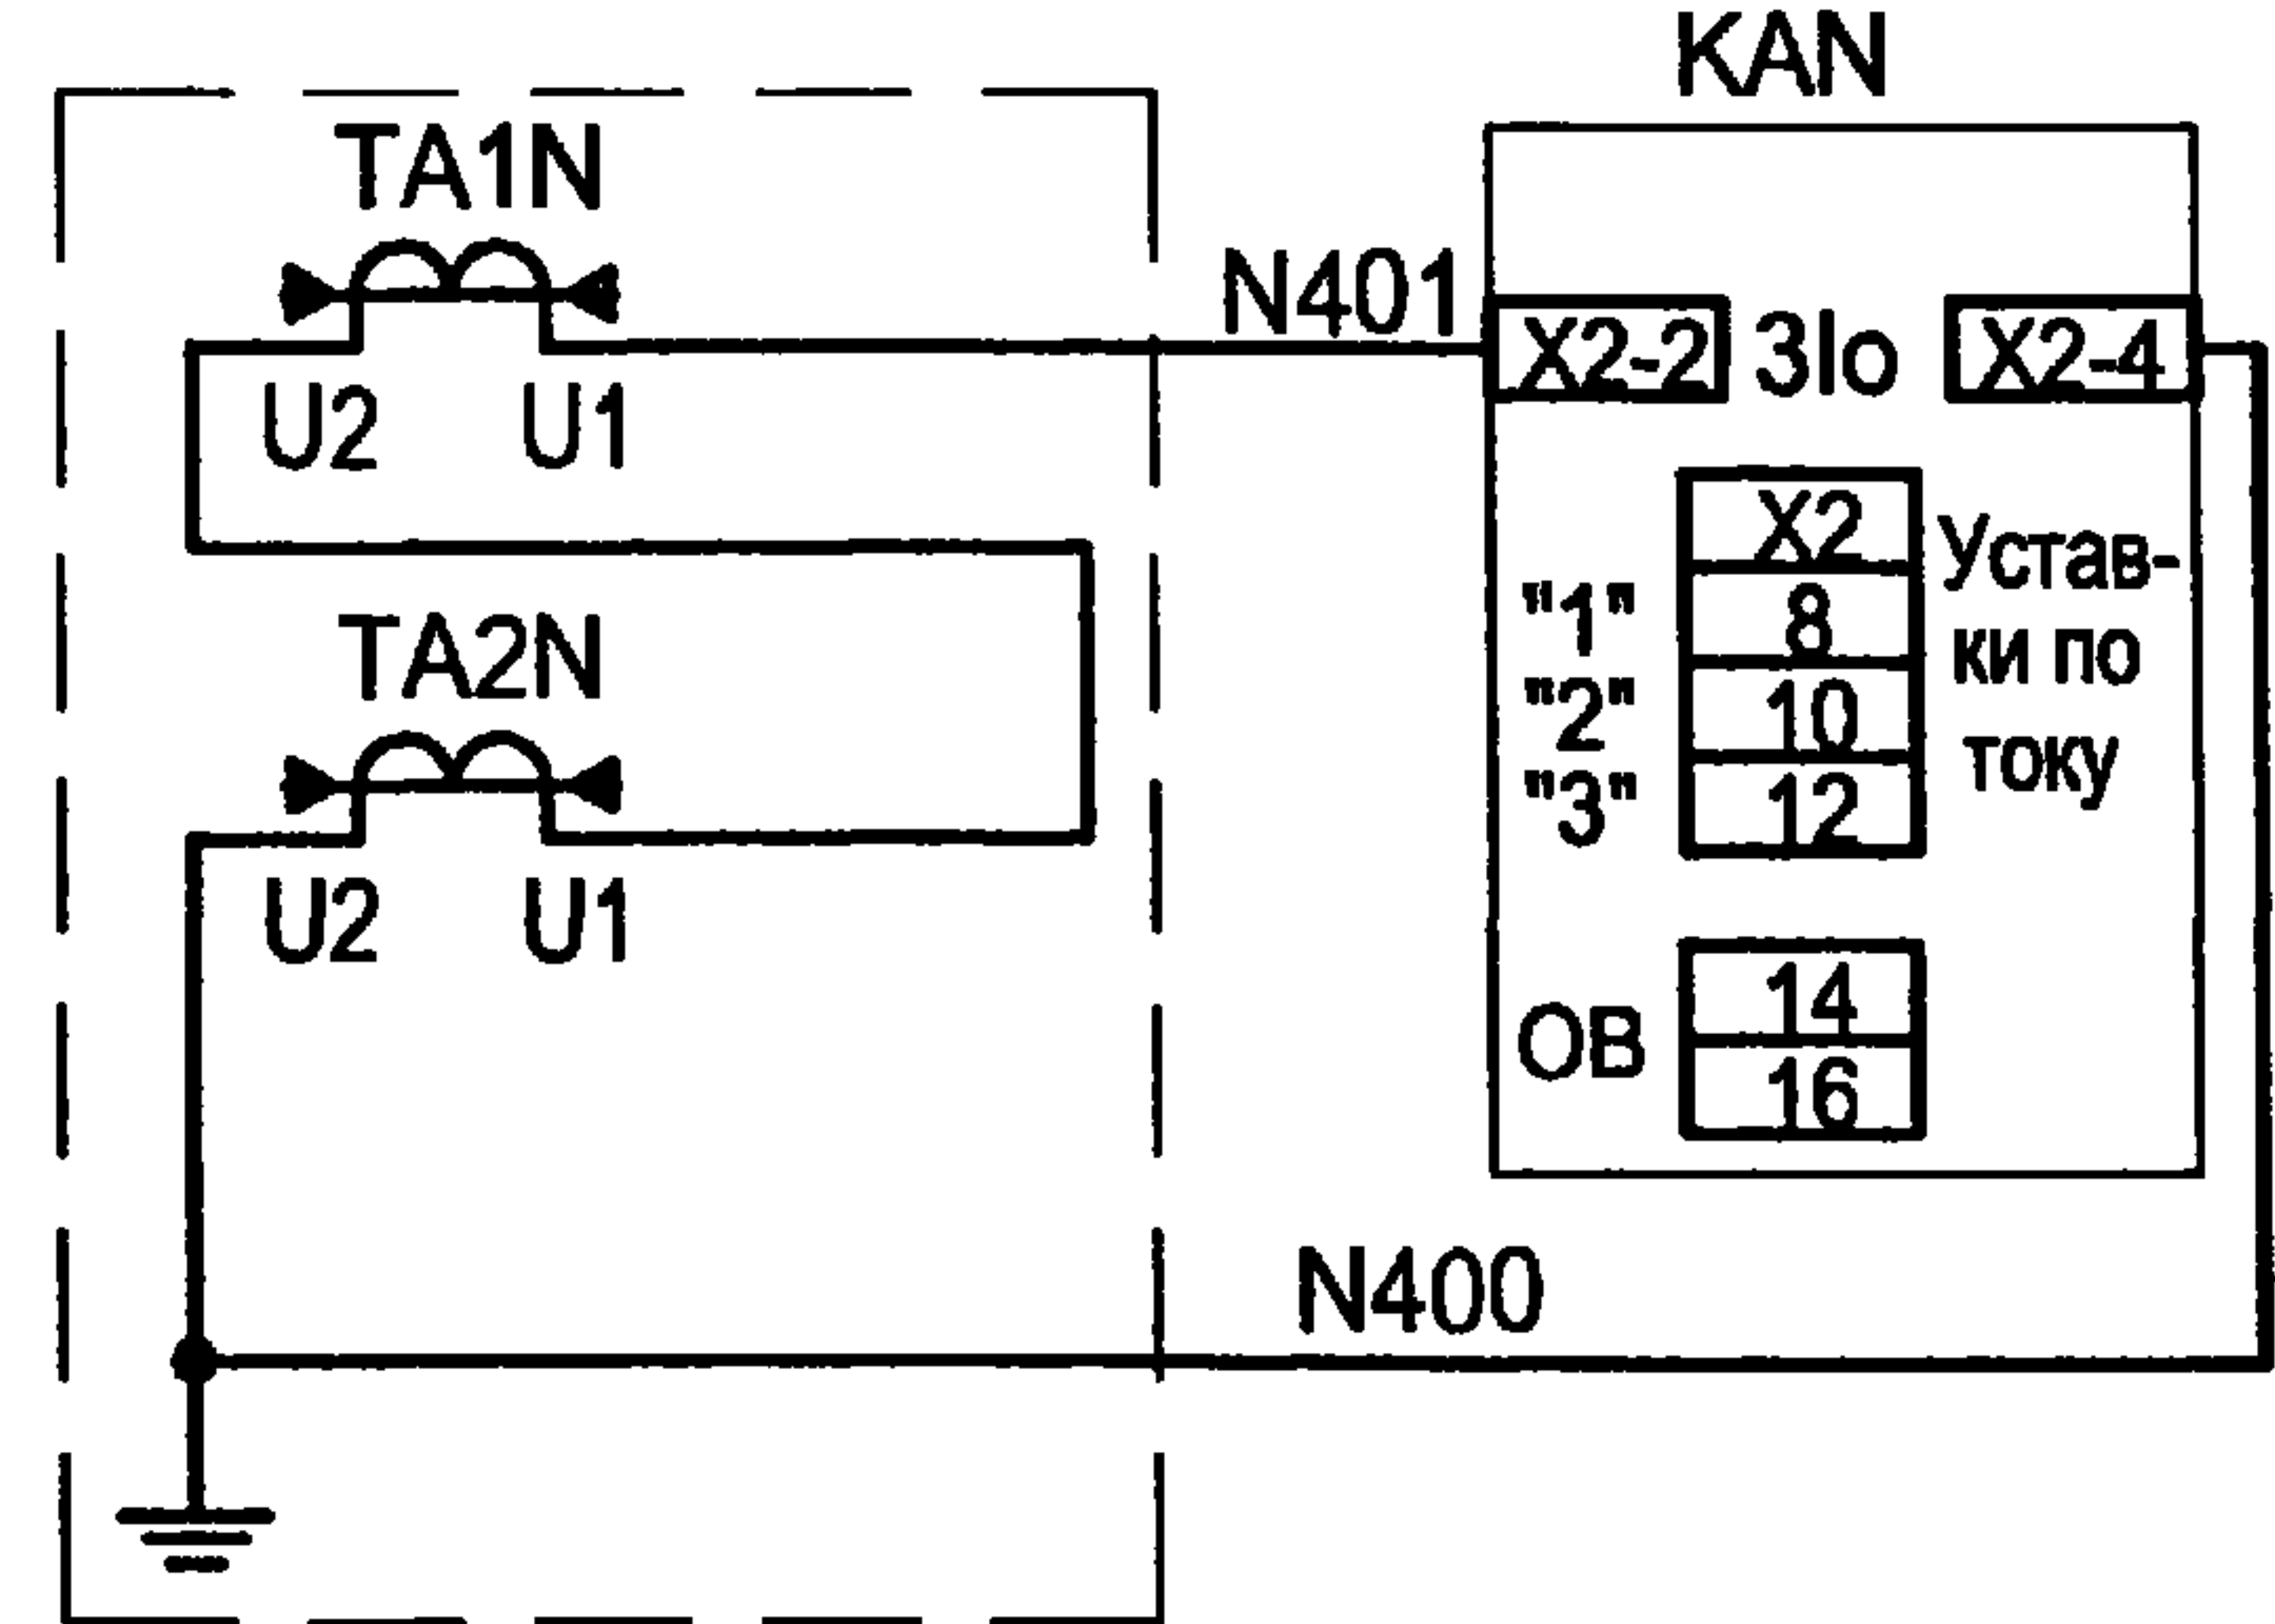 KAN
TA1N
N401
X2-2 3Io X2-4
U2 U1
X2
Устав-
ки по
току
"1" 8
"2" 10
"3" 12
TA2N
U2 U1
ОВ
14
16
N400